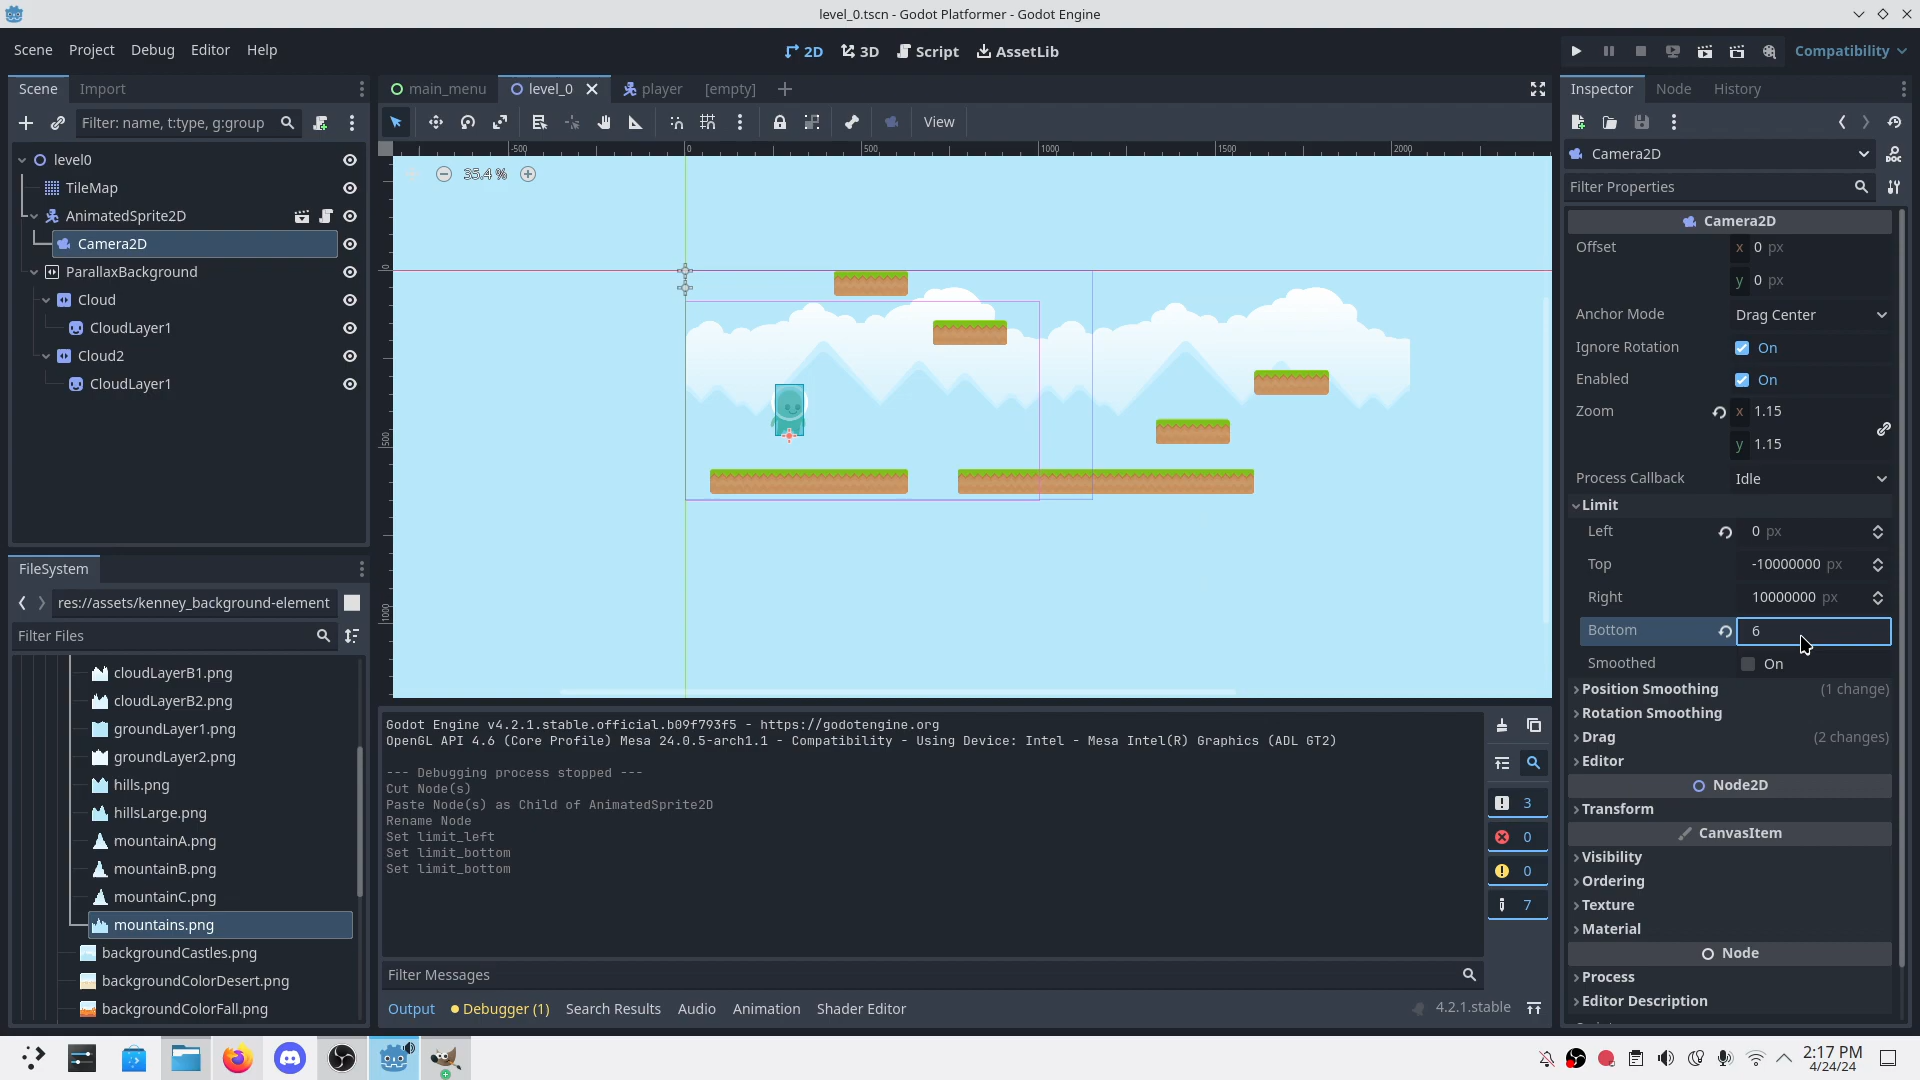 level_0.tscn - Godot Platformer - Godot Engine
Scene Project Debug Editor Help
2D 3D Script AssetLib
Compatibility
Scene Import
main_menu level_0 player [empty]
Inspector Node History
Filter: name, t:type, g:group
View
Camera2D
Filter Properties
level0
TileMap
AnimatedSprite2D
Camera2D
ParallaxBackground
Cloud
CloudLayer1
Cloud2
CloudLayer1
-500 0 500 1000 1500 2000
35.4 %
0
500
1000
Camera2D
Offset x 0 px
y 0 px
Anchor Mode Drag Center
Ignore Rotation On
Enabled On
Zoom x 1.15
y 1.15
Process Callback Idle
Limit
Left 0 px
Top -10000000 px
Right 10000000 px
Bottom 6
Smoothed On
Position Smoothing (1 change)
Rotation Smoothing
Drag (2 changes)
Editor
Node2D
Transform
CanvasItem
Visibility
Ordering
Texture
Material
Node
Process
Editor Description
FileSystem
res://assets/kenney_background-element
Filter Files
cloudLayerB1.png
cloudLayerB2.png
groundLayer1.png
groundLayer2.png
hills.png
hillsLarge.png
mountainA.png
mountainB.png
mountainC.png
mountains.png
backgroundCastles.png
backgroundColorDesert.png
backgroundColorFall.png
Godot Engine v4.2.1.stable.official.b09f793f5 - https://godotengine.org
OpenGL API 4.6 (Core Profile) Mesa 24.0.5-arch1.1 - Compatibility - Using Device: Intel - Mesa Intel(R) Graphics (ADL GT2)
--- Debugging process stopped ---
Cut Node(s)
Paste Node(s) as Child of AnimatedSprite2D
Rename Node
Set limit_left
Set limit_bottom
Set limit_bottom
3
0
0
7
Filter Messages
Output Debugger (1) Search Results Audio Animation Shader Editor
4.2.1.stable
2:17 PM
4/24/24